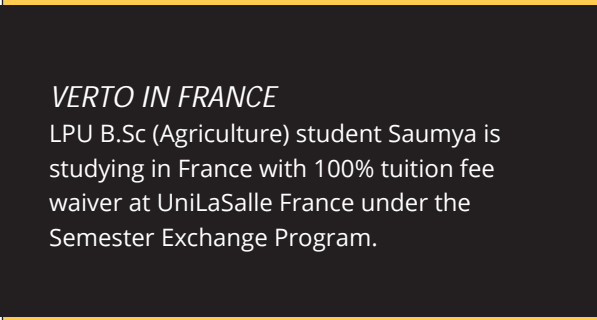 VERTO IN FRANCE
LPU B.Sc (Agriculture) student Saumya is
studying in France with 100% tuition fee
waiver at UniLaSalle France under the
Semester Exchange Program.